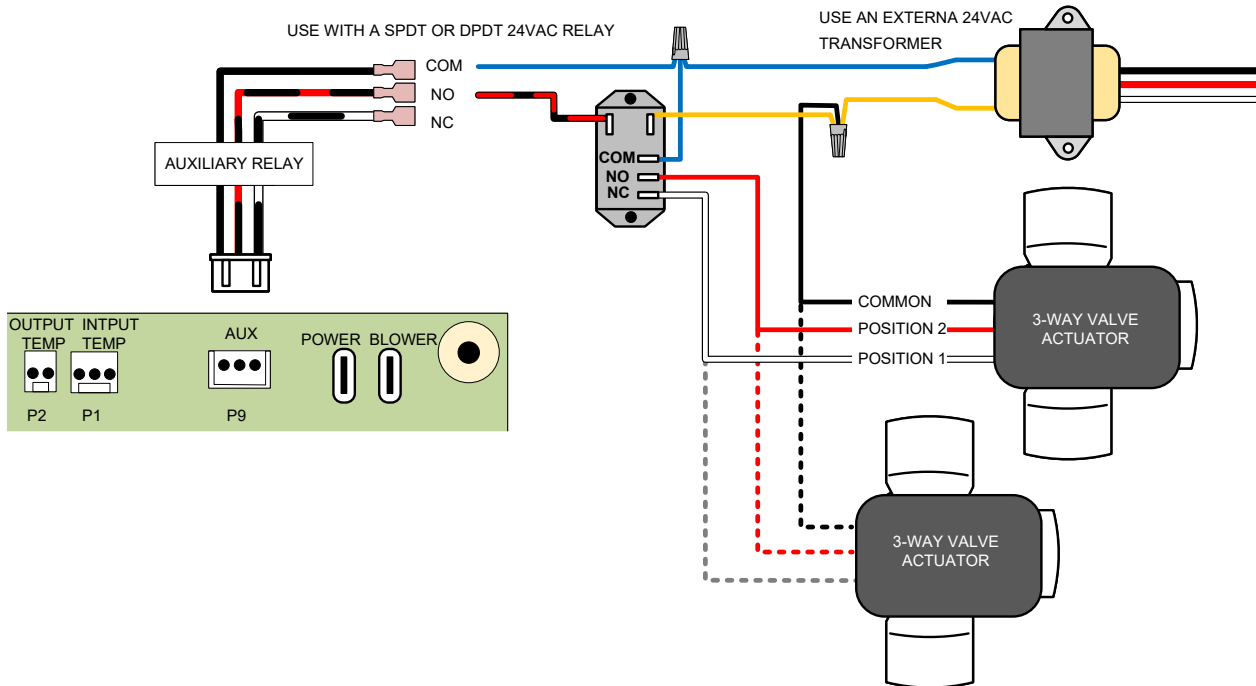 USE WITH A SPDT OR DPDT 24VAC RELAY
USE AN EXTERNA 24VAC
TRANSFORMER
COM
NO
NC
AUXILIARY RELAY
COM
NO
NC
OUTPUT
TEMP
INTPUT
TEMP
AUX
POWER
BLOWER
P2
P1
P9
COMMON
POSITION 2
POSITION 1
3-WAY VALVE
ACTUATOR
3-WAY VALVE
ACTUATOR